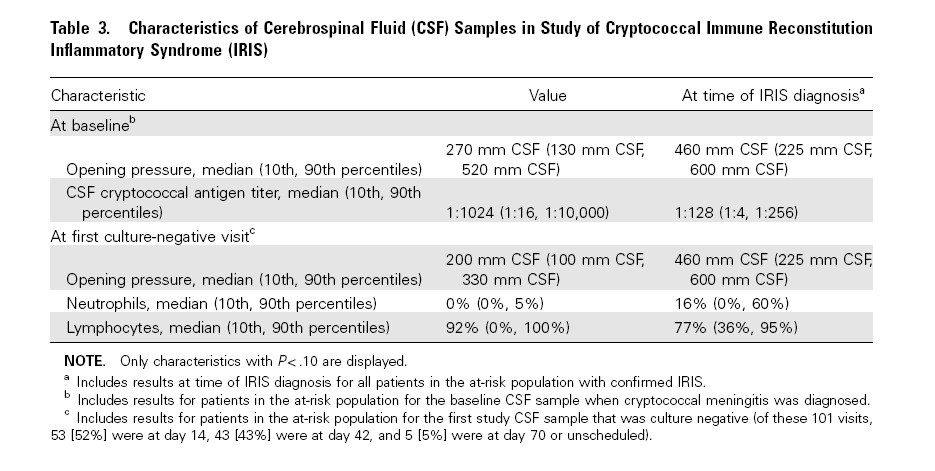 Table 3. Characteristics of Cerebrospinal Fluid (CSF) Samples in Study of Cryptococcal Immune Reconstitution
Inflammatory Syndrome (IRIS)
Characteristic Value At time of IRIS diagnosisᵃ
At baselineᵇ
Opening pressure, median (10th, 90th percentiles) 270 mm CSF (130 mm CSF, 520 mm CSF) 460 mm CSF (225 mm CSF, 600 mm CSF)
CSF cryptococcal antigen titer, median (10th, 90th percentiles) 1:1024 (1:16, 1:10,000) 1:128 (1:4, 1:256)
At first culture-negative visitᶜ
Opening pressure, median (10th, 90th percentiles) 200 mm CSF (100 mm CSF, 330 mm CSF) 460 mm CSF (225 mm CSF, 600 mm CSF)
Neutrophils, median (10th, 90th percentiles) 0% (0%, 5%) 16% (0%, 60%)
Lymphocytes, median (10th, 90th percentiles) 92% (0%, 100%) 77% (36%, 95%)
NOTE. Only characteristics with P< .10 are displayed.
ᵃ Includes results at time of IRIS diagnosis for all patients in the at-risk population with confirmed IRIS.
ᵇ Includes results for patients in the at-risk population for the baseline CSF sample when cryptococcal meningitis was diagnosed.
ᶜ Includes results for patients in the at-risk population for the first study CSF sample that was culture negative (of these 101 visits,
53 [52%] were at day 14, 43 [43%] were at day 42, and 5 [5%] were at day 70 or unscheduled).